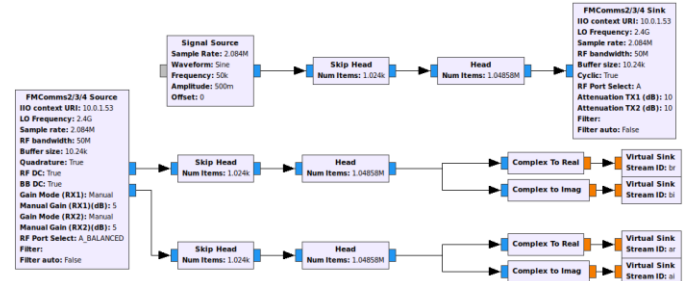 FMComms2/3/4 Sink
IIO context URI: 10.0.1.53
LO Frequency: 2.4G
Sample rate: 2.084M
RF bandwidth: 50M
Buffer size: 10.24k
Cyclic: True
RF Port Select: A
Attenuation TX1 (dB): 10
Attenuation TX2 (dB): 10
Filter:
Filter auto: False
Signal Source
Sample Rate: 2.084M
Waveform: Sine
Frequency: 50k
Amplitude: 500m
Offset: 0
Skip Head
Num Items: 1.024k
Head
Num Items: 1.04858M
FMComms2/3/4 Source
IIO context URI: 10.0.1.53
LO Frequency: 2.4G
Sample rate: 2.084M
RF bandwidth: 50M
Buffer size: 10.24k
Quadrature: True
RF DC: True
BB DC: True
Gain Mode (RX1): Manual
Manual Gain (RX1)(dB): 5
Gain Mode (RX2): Manual
Manual Gain (RX2)(dB): 5
RF Port Select: A_BALANCED
Filter:
Filter auto: False
Skip Head
Num Items: 1.024k
Head
Num Items: 1.04858M
Complex To Real
Virtual Sink
Stream ID: br
Complex to Imag
Virtual Sink
Stream ID: bi
Skip Head
Num Items: 1.024k
Head
Num Items: 1.04858M
Complex To Real
Virtual Sink
Stream ID: ar
Complex to Imag
Virtual Sink
Stream ID: ai